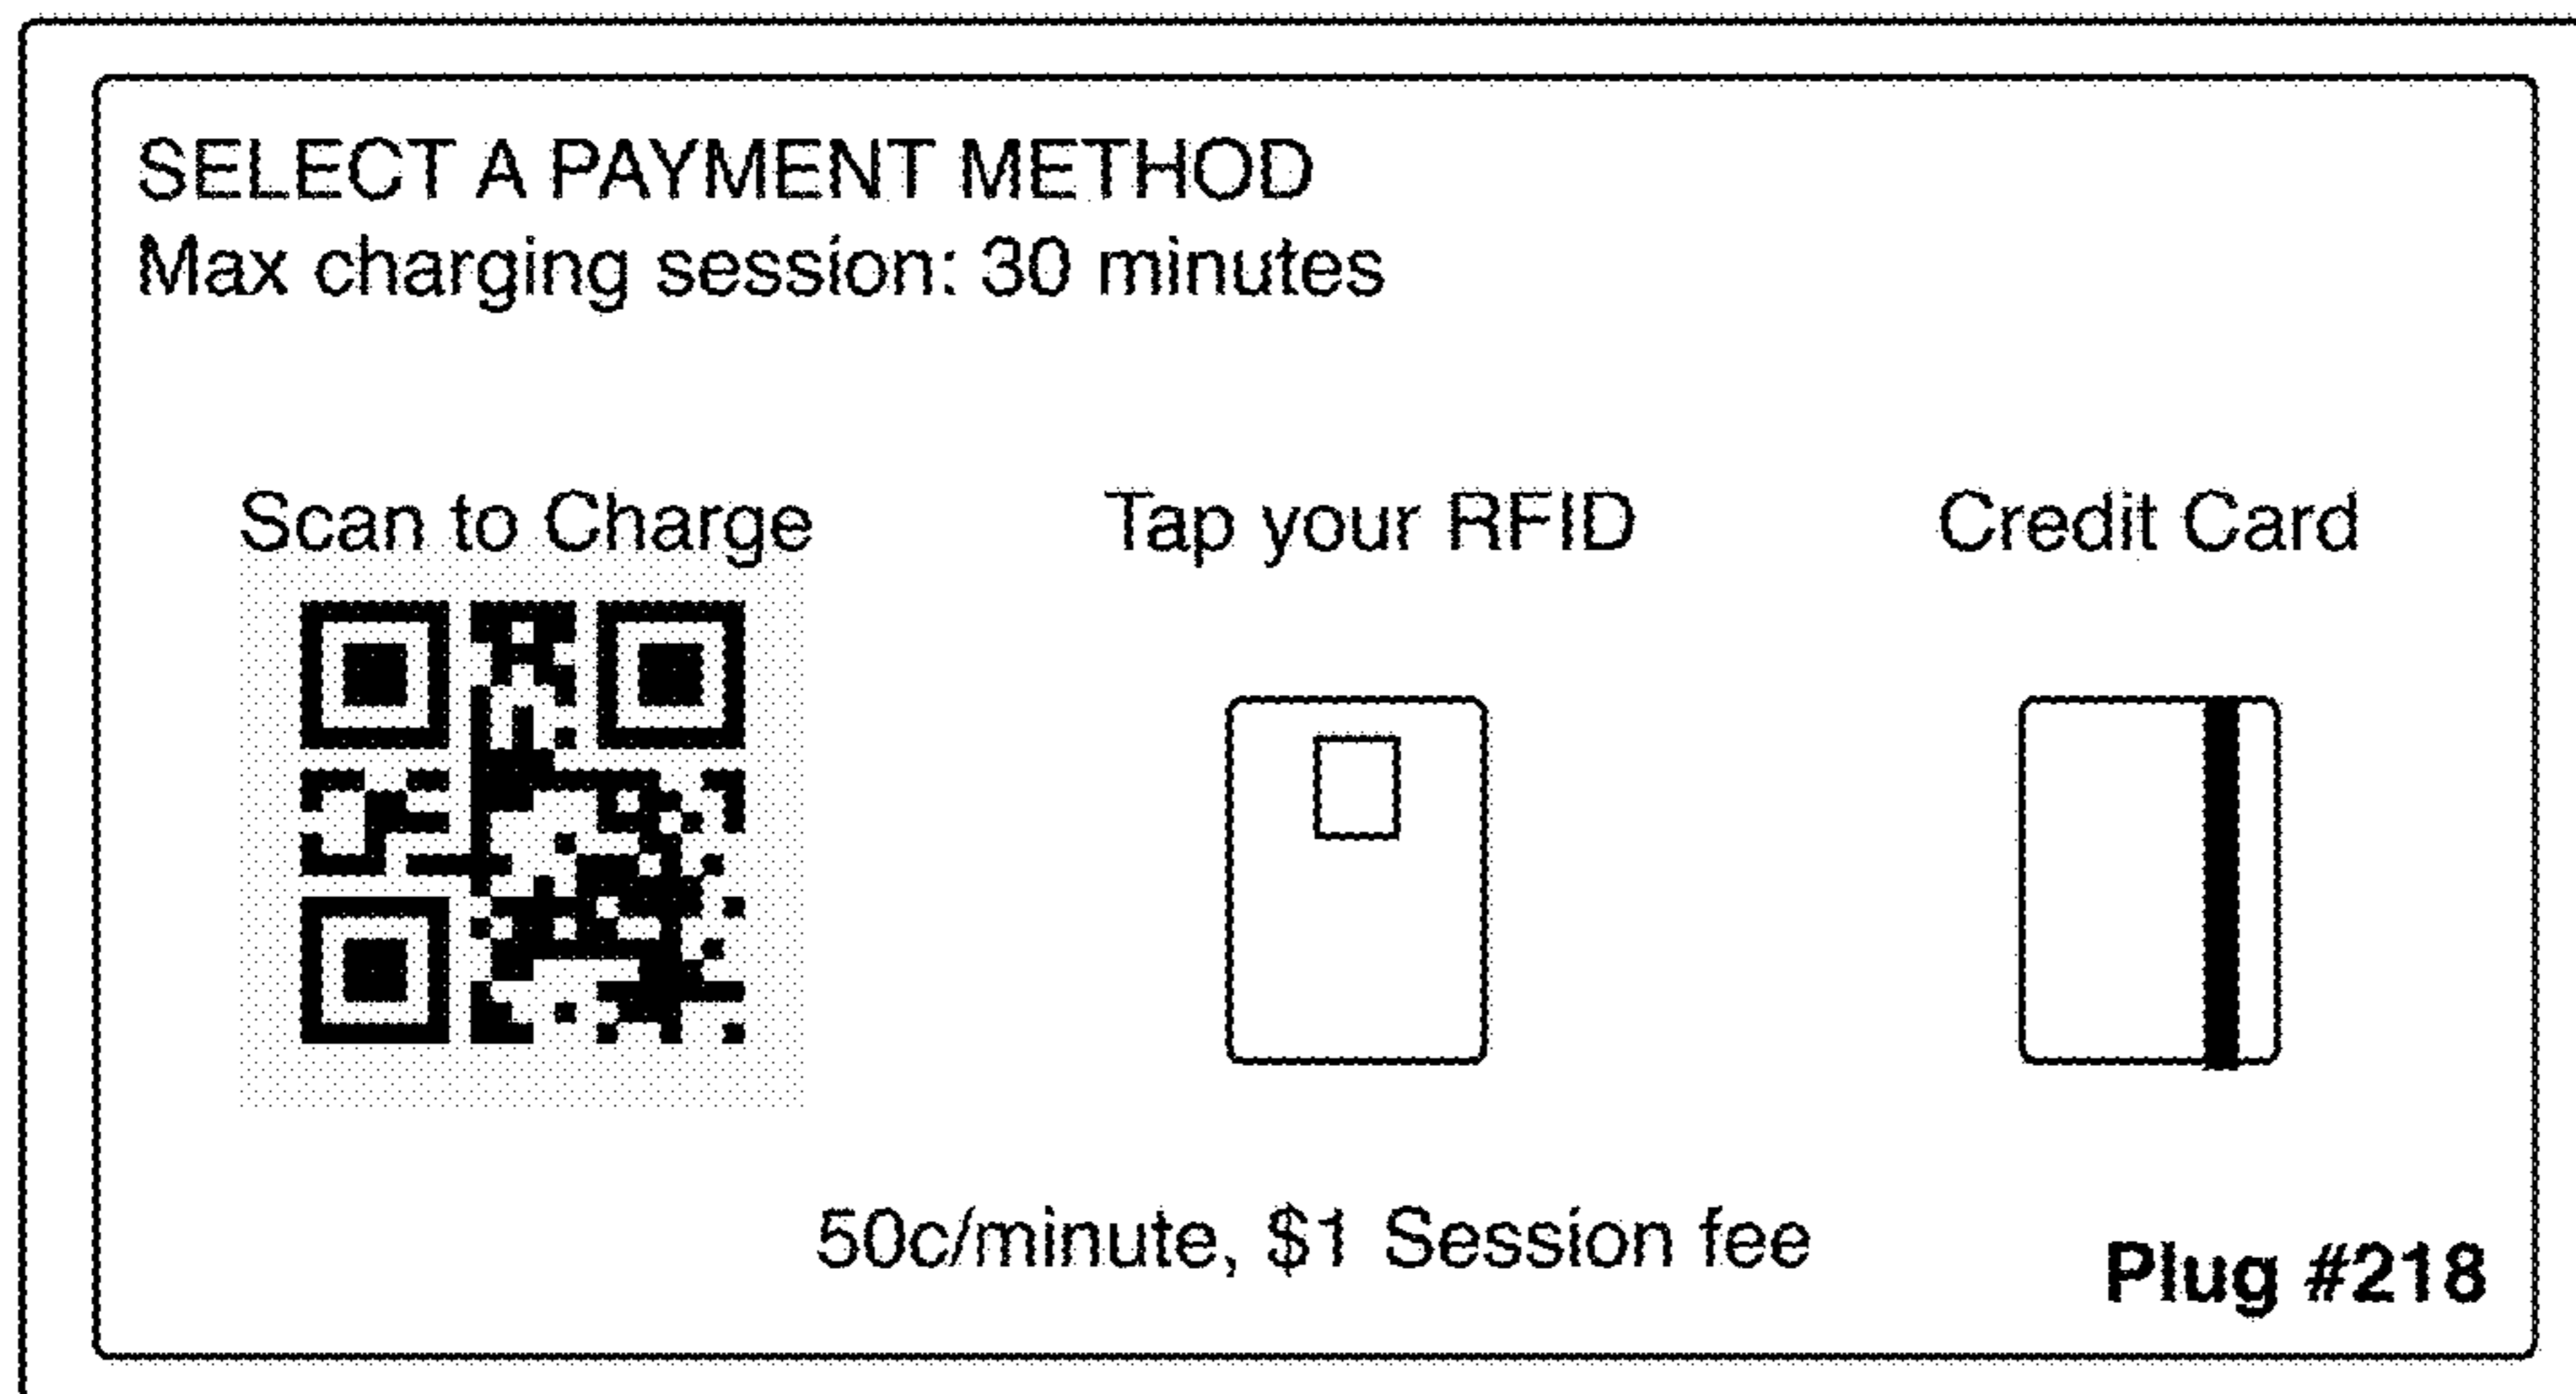 SELECT A PAYMENT METHOD
Max charging session: 30 minutes
Scan to Charge
Tap your RFID
Credit Card
50c/minute, $1 Session fee
Plug #218